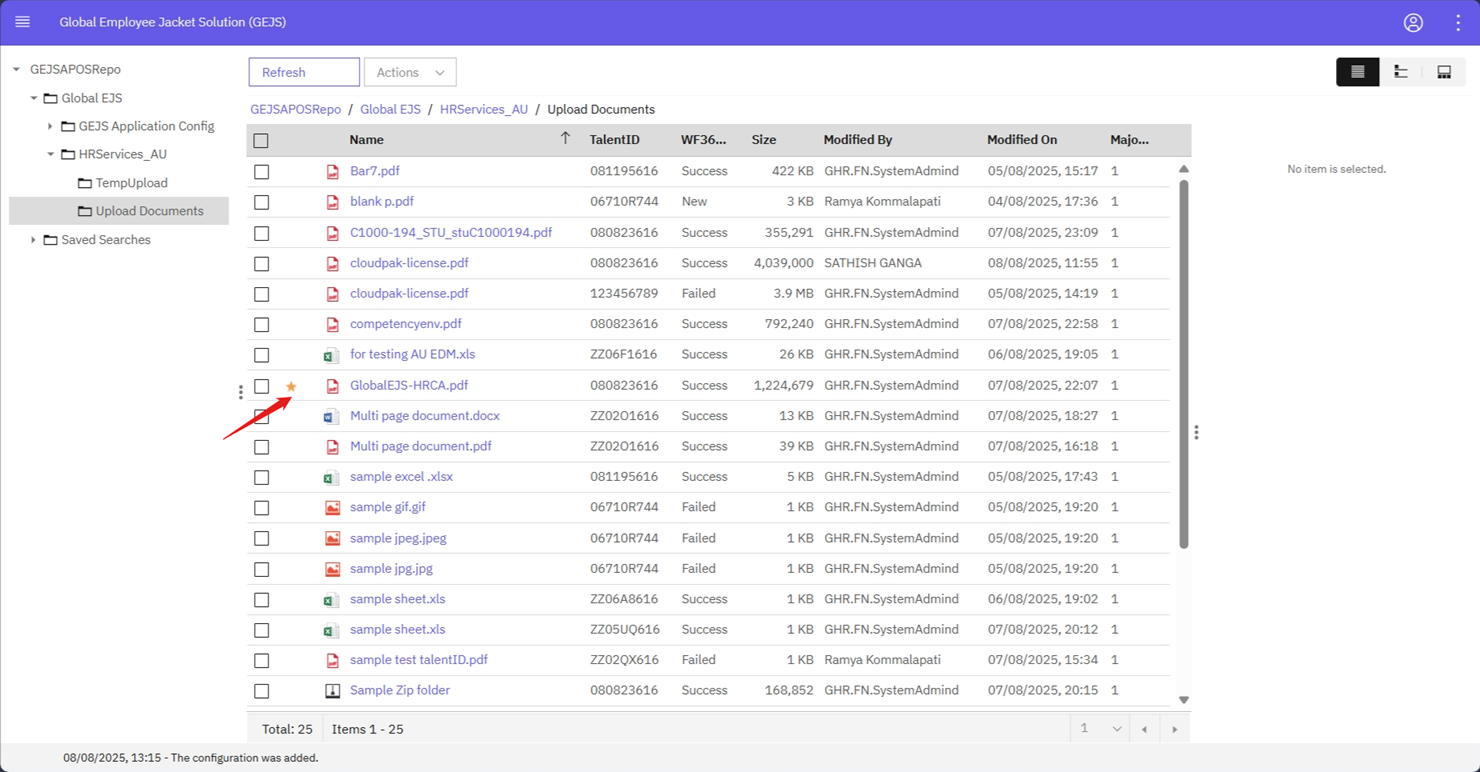 Global Employee Jacket Solution (GEJS)
GEJSAPOSRepo
Global EJS
GEJS Application Config
HRServices_AU
TempUpload
Upload Documents
Saved Searches
Refresh
Actions
GEJSAPOSRepo / Global EJS / HRServices_AU / Upload Documents
Name TalentID WF36... Size Modified By Modified On Majo...
Bar7.pdf 081195616 Success 422 KB GHR.FN.SystemAdmind 05/08/2025, 15:17 1
blank p.pdf 06710R744 New 3 KB Ramya Kommalapati 04/08/2025, 17:36 1
C1000-194_STU_stuC1000194.pdf 080823616 Success 355,291 GHR.FN.SystemAdmind 07/08/2025, 23:09 1
cloudpak-license.pdf 080823616 Success 4,039,000 SATHISH GANGA 08/08/2025, 11:55 1
cloudpak-license.pdf 123456789 Failed 3.9 MB GHR.FN.SystemAdmind 05/08/2025, 14:19 1
competencyenv.pdf 080823616 Success 792,240 GHR.FN.SystemAdmind 07/08/2025, 22:58 1
for testing AU EDM.xls ZZ06F1616 Success 26 KB GHR.FN.SystemAdmind 06/08/2025, 19:05 1
GlobalEJS-HRCA.pdf 080823616 Success 1,224,679 GHR.FN.SystemAdmind 07/08/2025, 22:07 1
Multi page document.docx ZZ02O1616 Success 13 KB GHR.FN.SystemAdmind 07/08/2025, 18:27 1
Multi page document.pdf ZZ02O1616 Success 39 KB GHR.FN.SystemAdmind 07/08/2025, 16:18 1
sample excel .xlsx 081195616 Success 5 KB GHR.FN.SystemAdmind 05/08/2025, 17:43 1
sample gif.gif 06710R744 Failed 1 KB GHR.FN.SystemAdmind 05/08/2025, 19:20 1
sample jpeg.jpeg 06710R744 Failed 1 KB GHR.FN.SystemAdmind 05/08/2025, 19:20 1
sample jpg.jpg 06710R744 Failed 1 KB GHR.FN.SystemAdmind 05/08/2025, 19:20 1
sample sheet.xls ZZ06A8616 Success 1 KB GHR.FN.SystemAdmind 06/08/2025, 19:02 1
sample sheet.xls ZZ05UQ616 Success 1 KB GHR.FN.SystemAdmind 07/08/2025, 20:12 1
sample test talentID.pdf ZZ02QX616 Failed 1 KB Ramya Kommalapati 07/08/2025, 15:34 1
Sample Zip folder 080823616 Success 168,852 GHR.FN.SystemAdmind 07/08/2025, 20:15 1
Total: 25 Items 1 - 25 1
No item is selected.
08/08/2025, 13:15 - The configuration was added.